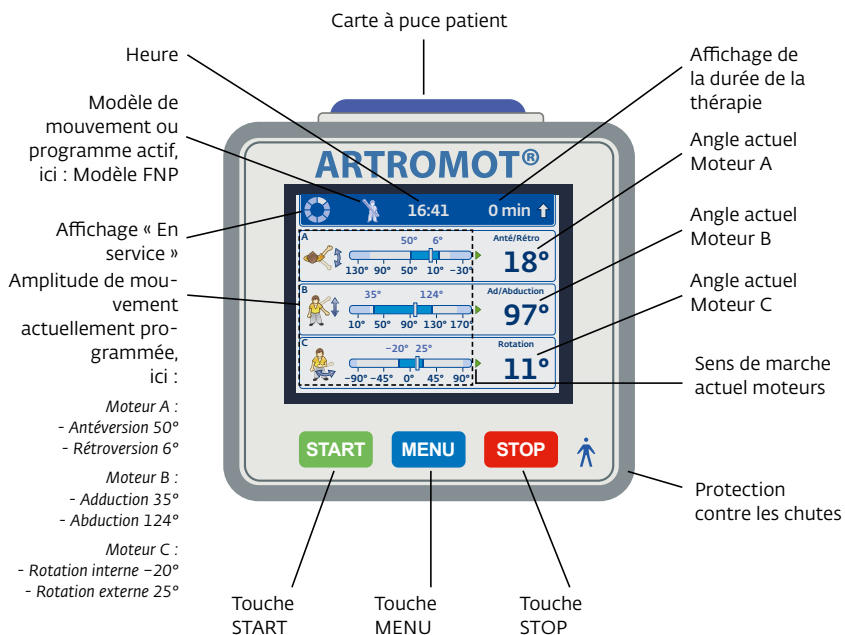 Carte à puce patient
Heure
Modèle de
mouvement ou
programme actif,
ici : Modèle FNP
Affichage « En
service »
Amplitude de mou-
vement
actuellement pro-
grammée,
ici :
Moteur A :
- Antéversion 50°
- Rétroversion 6°
Moteur B :
- Adduction 35°
- Abduction 124°
Moteur C :
- Rotation interne –20°
- Rotation externe 25°
ARTROMOT®
16:41 0 min
A 50° 6° Anté/Rétro
130° 90° 50° 10° –30° 18°
B 35° 124° Ad/Abduction
10° 50° 90° 130° 170° 97°
C –20° 25° Rotation
–90° –45° 0° 45° 90° 11°
START MENU STOP
Affichage de
la durée de la
thérapie
Angle actuel
Moteur A
Angle actuel
Moteur B
Angle actuel
Moteur C
Sens de marche
actuel moteurs
Protection
contre les chutes
Touche
START
Touche
MENU
Touche
STOP